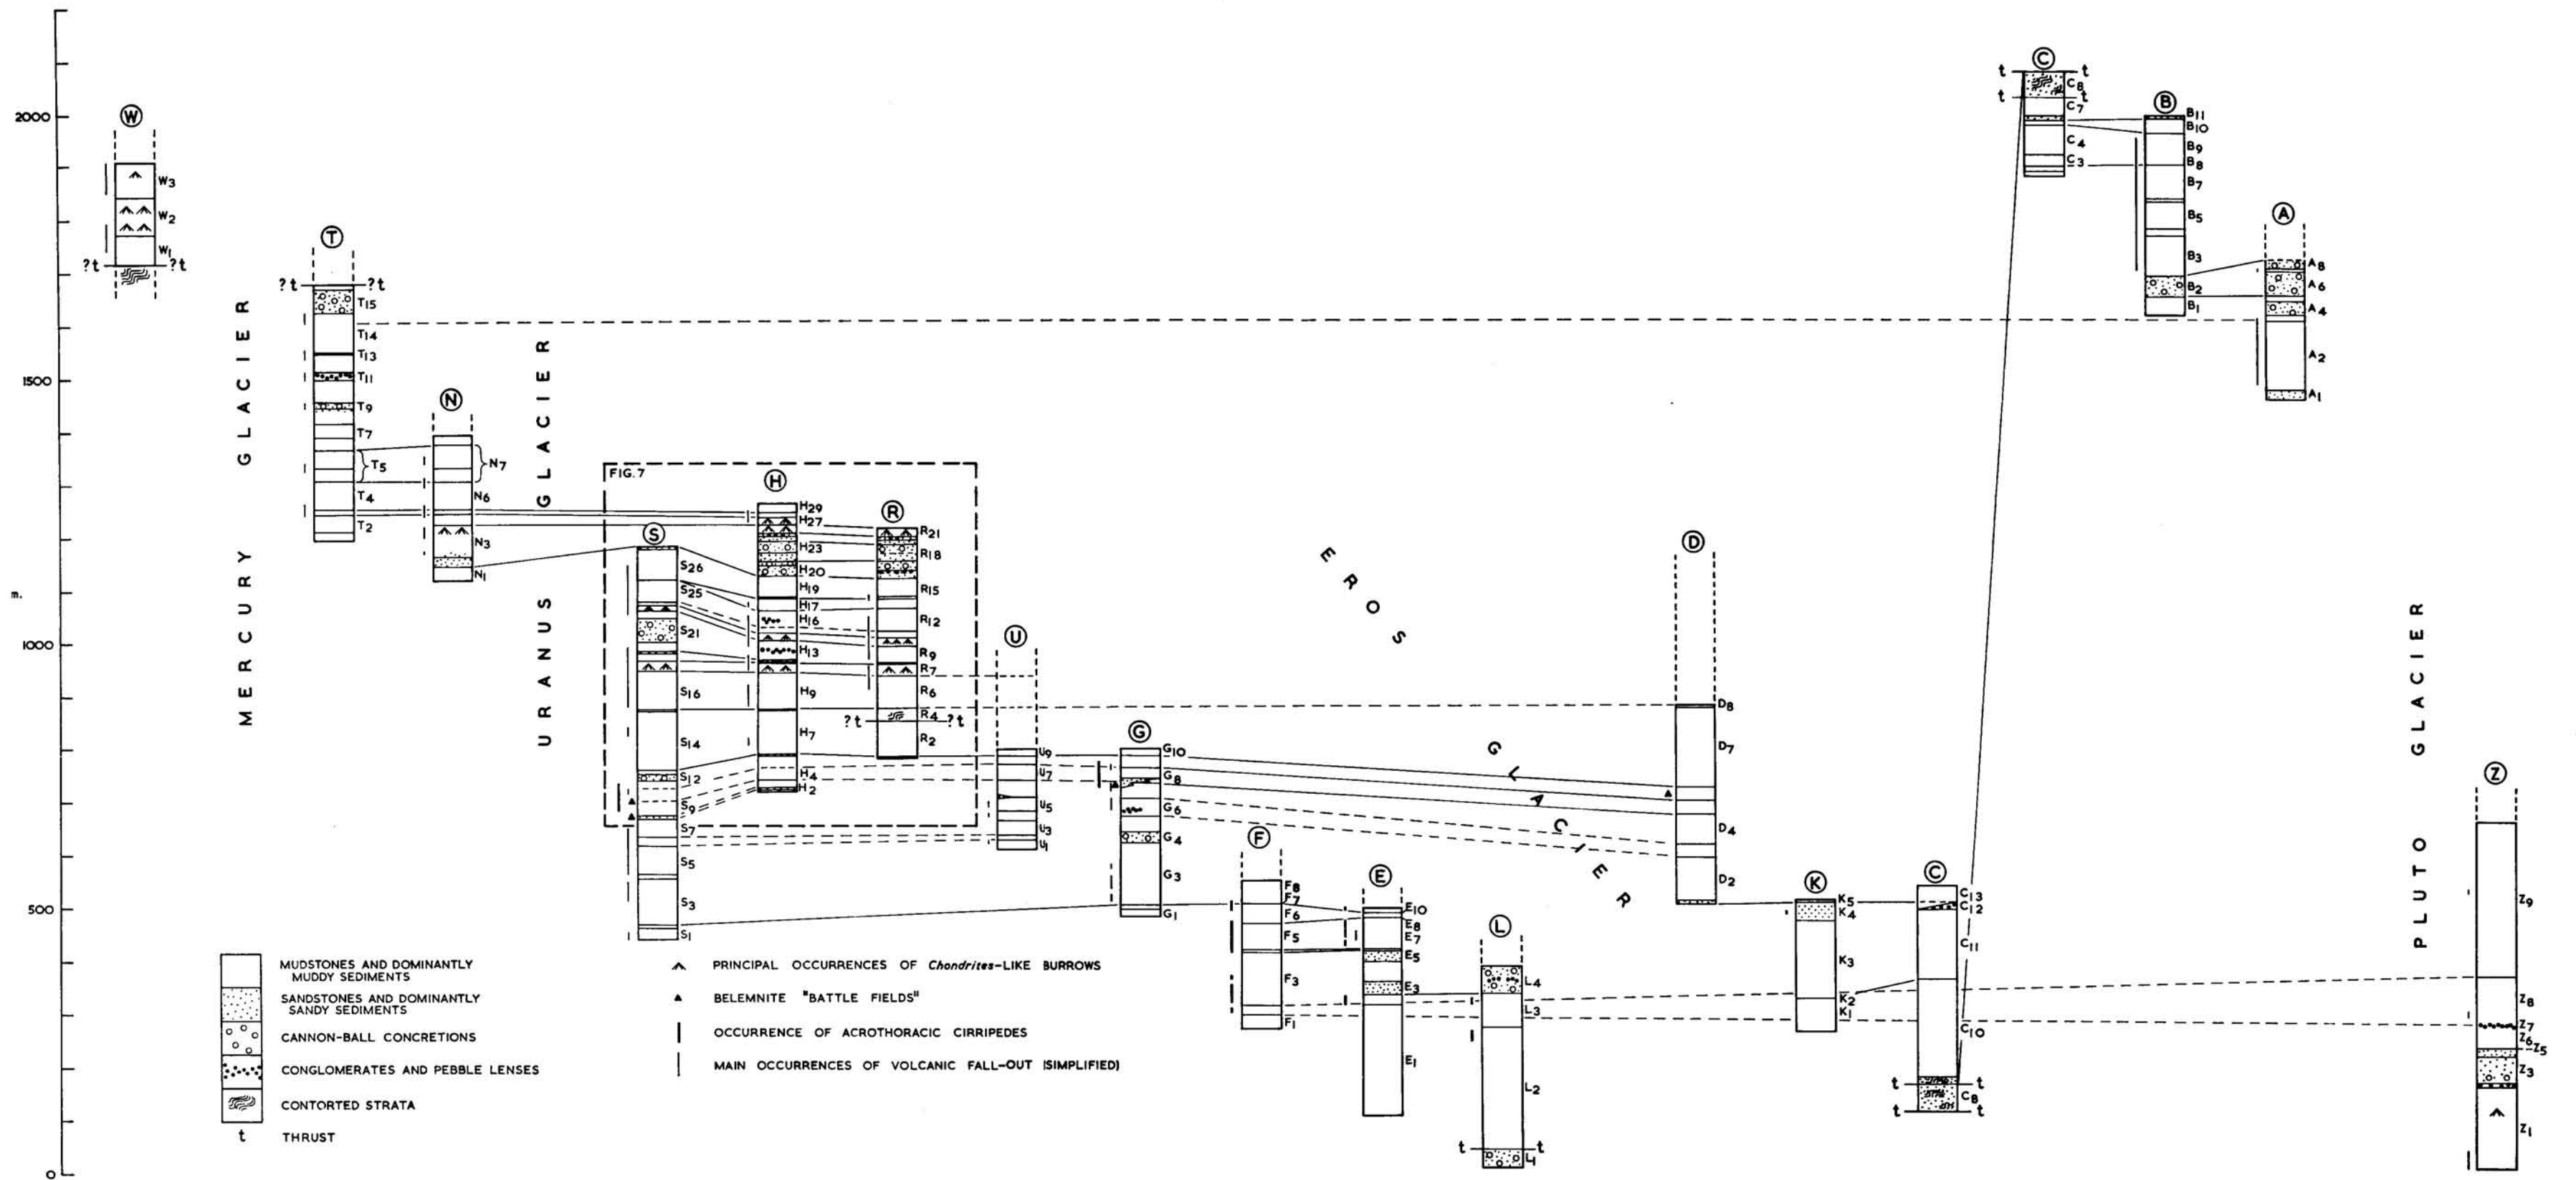 2000
1500
1000
m.
500
0
W
W3
W2
W1
?t ?t
MERCURY GLACIER
T
?t ?t
T15
T14
T13
T11
T9
T7
T5
T4
T2
N
N7
N6
N3
N1
URANUS GLACIER
FIG.7
S
S26
S25
S21
S16
S14
S12
S9
S7
S5
S3
S1
H
H29
H27
H23
H20
H19
H17
H16
H13
H9
H7
H4
H2
R
R21
R18
R15
R12
R9
R7
R6
R4
?t ?t
R2
U
U9
U7
U5
U3
U1
G
G10
G8
G6
G4
G3
G1
F
F8
F7
F6
F5
F3
F1
E
E10
E8
E7
E5
E3
E1
L
L4
L3
L2
t t
L1
EROS GLACIER
D
D8
D7
D4
D2
K
K5
K4
K3
K2
K1
C
C13
C12
C11
C10
t t
C8
t t
C
t t
C8
t t
C7
C4
C3
B
B11
B10
B9
B8
B7
B5
B3
B2
B1
A
A8
A6
A4
A2
A1
PLUTO GLACIER
Z
Z9
Z8
Z7
Z6
Z5
Z3
Z1
MUDSTONES AND DOMINANTLY
MUDDY SEDIMENTS
SANDSTONES AND DOMINANTLY
SANDY SEDIMENTS
CANNON-BALL CONCRETIONS
CONGLOMERATES AND PEBBLE LENSES
CONTORTED STRATA
t THRUST
PRINCIPAL OCCURRENCES OF Chondrites-LIKE BURROWS
BELEMNITE "BATTLE FIELDS"
OCCURRENCE OF ACROTHORACIC CIRRIPEDES
MAIN OCCURRENCES OF VOLCANIC FALL-OUT (SIMPLIFIED)